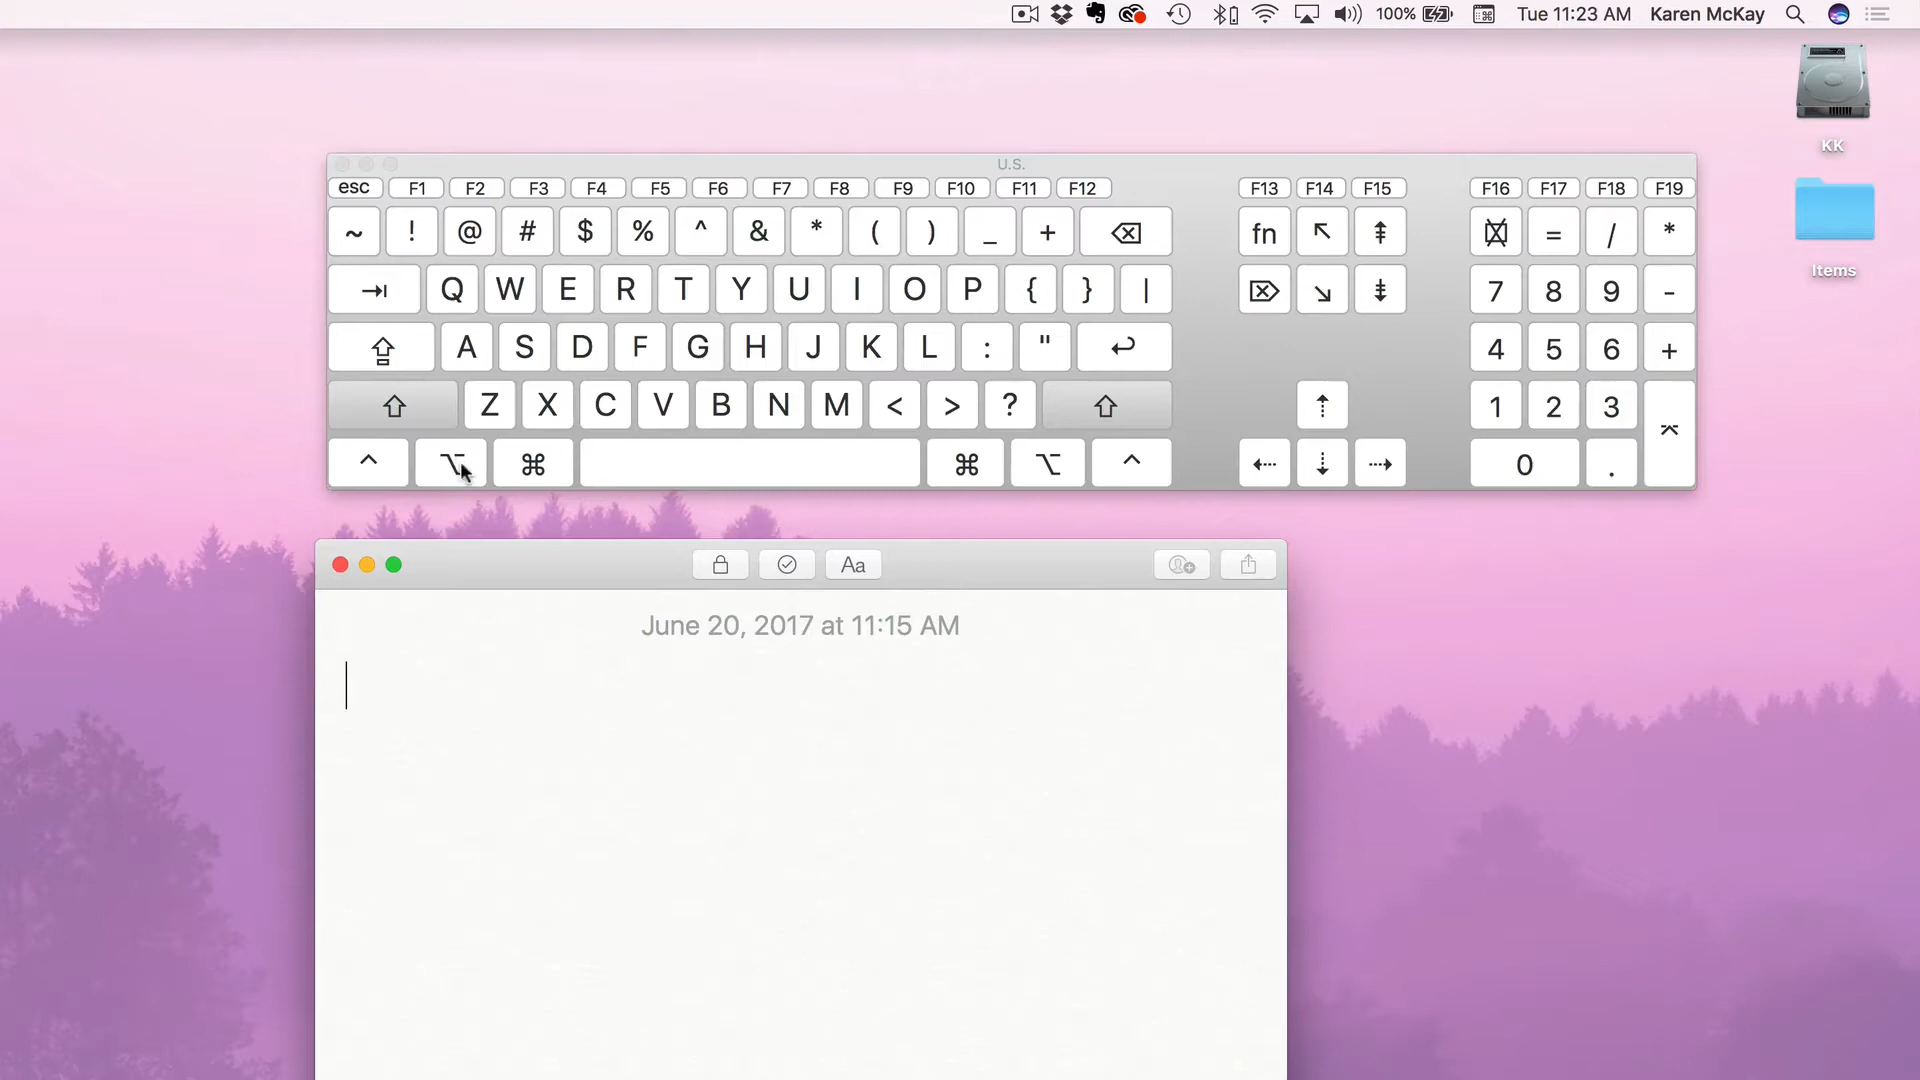 100% Tue 11:23 AM Karen McKay
KK
Items
U.S.
esc F1 F2 F3 F4 F5 F6 F7 F8 F9 F10 F11 F12 F13 F14 F15 F16 F17 F18 F19
~ ! @ # $ % ^ & * ( ) _ + ⌫ fn ↖ ⇞ = / *
⇥ Q W E R T Y U I O P { } | ⌦ ↘ ⇟ 7 8 9 -
⇪ A S D F G H J K L : " ↩ 4 5 6 +
⇧ Z X C V B N M < > ? ⇧ ⇡ 1 2 3 ⌅
^ ⌥ ⌘ ⌘ ⌥ ^ ⇠ ⇣ ⇢ 0 .
Aa
June 20, 2017 at 11:15 AM